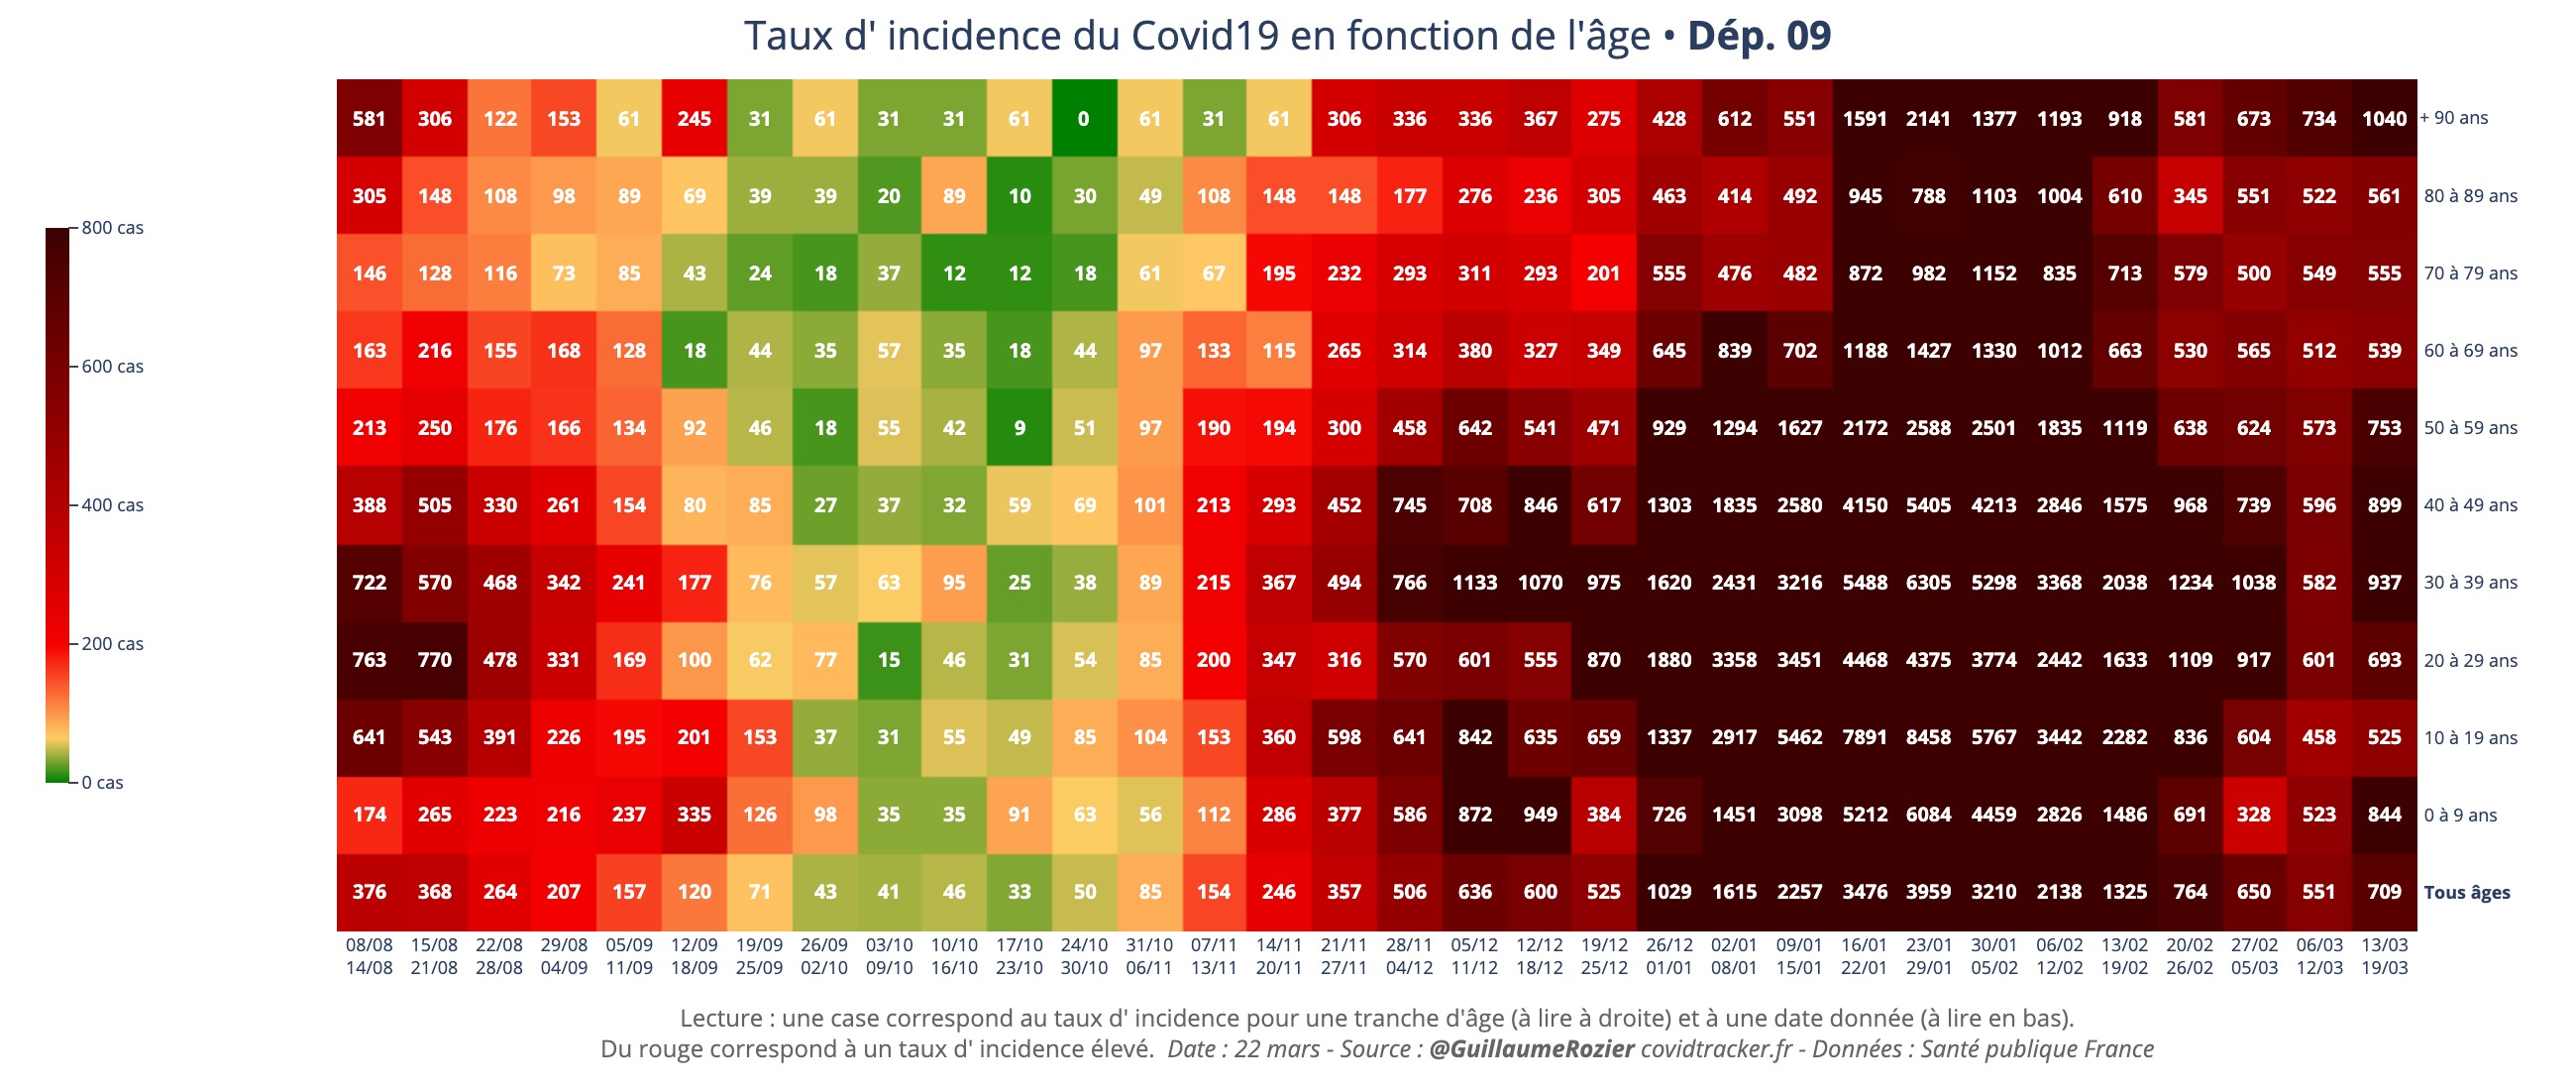 Taux d' incidence du Covid19 en fonction de l'âge • Dép. 09
581 306 122 153 61 245 31 61 31 31 61 0 61 31 61 306 336 336 367 275 428 612 551 1591 2141 1377 1193 918 581 673 734 1040 + 90 ans
305 148 108 98 89 69 39 39 20 89 10 30 49 108 148 148 177 276 236 305 463 414 492 945 788 1103 1004 610 345 551 522 561 80 à 89 ans
800 cas
146 128 116 73 85 43 24 18 37 12 12 18 61 67 195 232 293 311 293 201 555 476 482 872 982 1152 835 713 579 500 549 555 70 à 79 ans
163 216 155 168 128 18 44 35 57 35 18 44 97 133 115 265 314 380 327 349 645 839 702 1188 1427 1330 1012 663 530 565 512 539 60 à 69 ans
600 cas
213 250 176 166 134 92 46 18 55 42 9 51 97 190 194 300 458 642 541 471 929 1294 1627 2172 2588 2501 1835 1119 638 624 573 753 50 à 59 ans
400 cas
388 505 330 261 154 80 85 27 37 32 59 69 101 213 293 452 745 708 846 617 1303 1835 2580 4150 5405 4213 2846 1575 968 739 596 899 40 à 49 ans
722 570 468 342 241 177 76 57 63 95 25 38 89 215 367 494 766 1133 1070 975 1620 2431 3216 5488 6305 5298 3368 2038 1234 1038 582 937 30 à 39 ans
200 cas
763 770 478 331 169 100 62 77 15 46 31 54 85 200 347 316 570 601 555 870 1880 3358 3451 4468 4375 3774 2442 1633 1109 917 601 693 20 à 29 ans
641 543 391 226 195 201 153 37 31 55 49 85 104 153 360 598 641 842 635 659 1337 2917 5462 7891 8458 5767 3442 2282 836 604 458 525 10 à 19 ans
0 cas
174 265 223 216 237 335 126 98 35 35 91 63 56 112 286 377 586 872 949 384 726 1451 3098 5212 6084 4459 2826 1486 691 328 523 844 0 à 9 ans
376 368 264 207 157 120 71 43 41 46 33 50 85 154 246 357 506 636 600 525 1029 1615 2257 3476 3959 3210 2138 1325 764 650 551 709 Tous âges
08/08 15/08 22/08 29/08 05/09 12/09 19/09 26/09 03/10 10/10 17/10 24/10 31/10 07/11 14/11 21/11 28/11 05/12 12/12 19/12 26/12 02/01 09/01 16/01 23/01 30/01 06/02 13/02 20/02 27/02 06/03 13/03
14/08 21/08 28/08 04/09 11/09 18/09 25/09 02/10 09/10 16/10 23/10 30/10 06/11 13/11 20/11 27/11 04/12 11/12 18/12 25/12 01/01 08/01 15/01 22/01 29/01 05/02 12/02 19/02 26/02 05/03 12/03 19/03
Lecture : une case correspond au taux d' incidence pour une tranche d'âge (à lire à droite) et à une date donnée (à lire en bas).
Du rouge correspond à un taux d' incidence élevé. Date : 22 mars - Source : @GuillaumeRozier covidtracker.fr - Données : Santé publique France